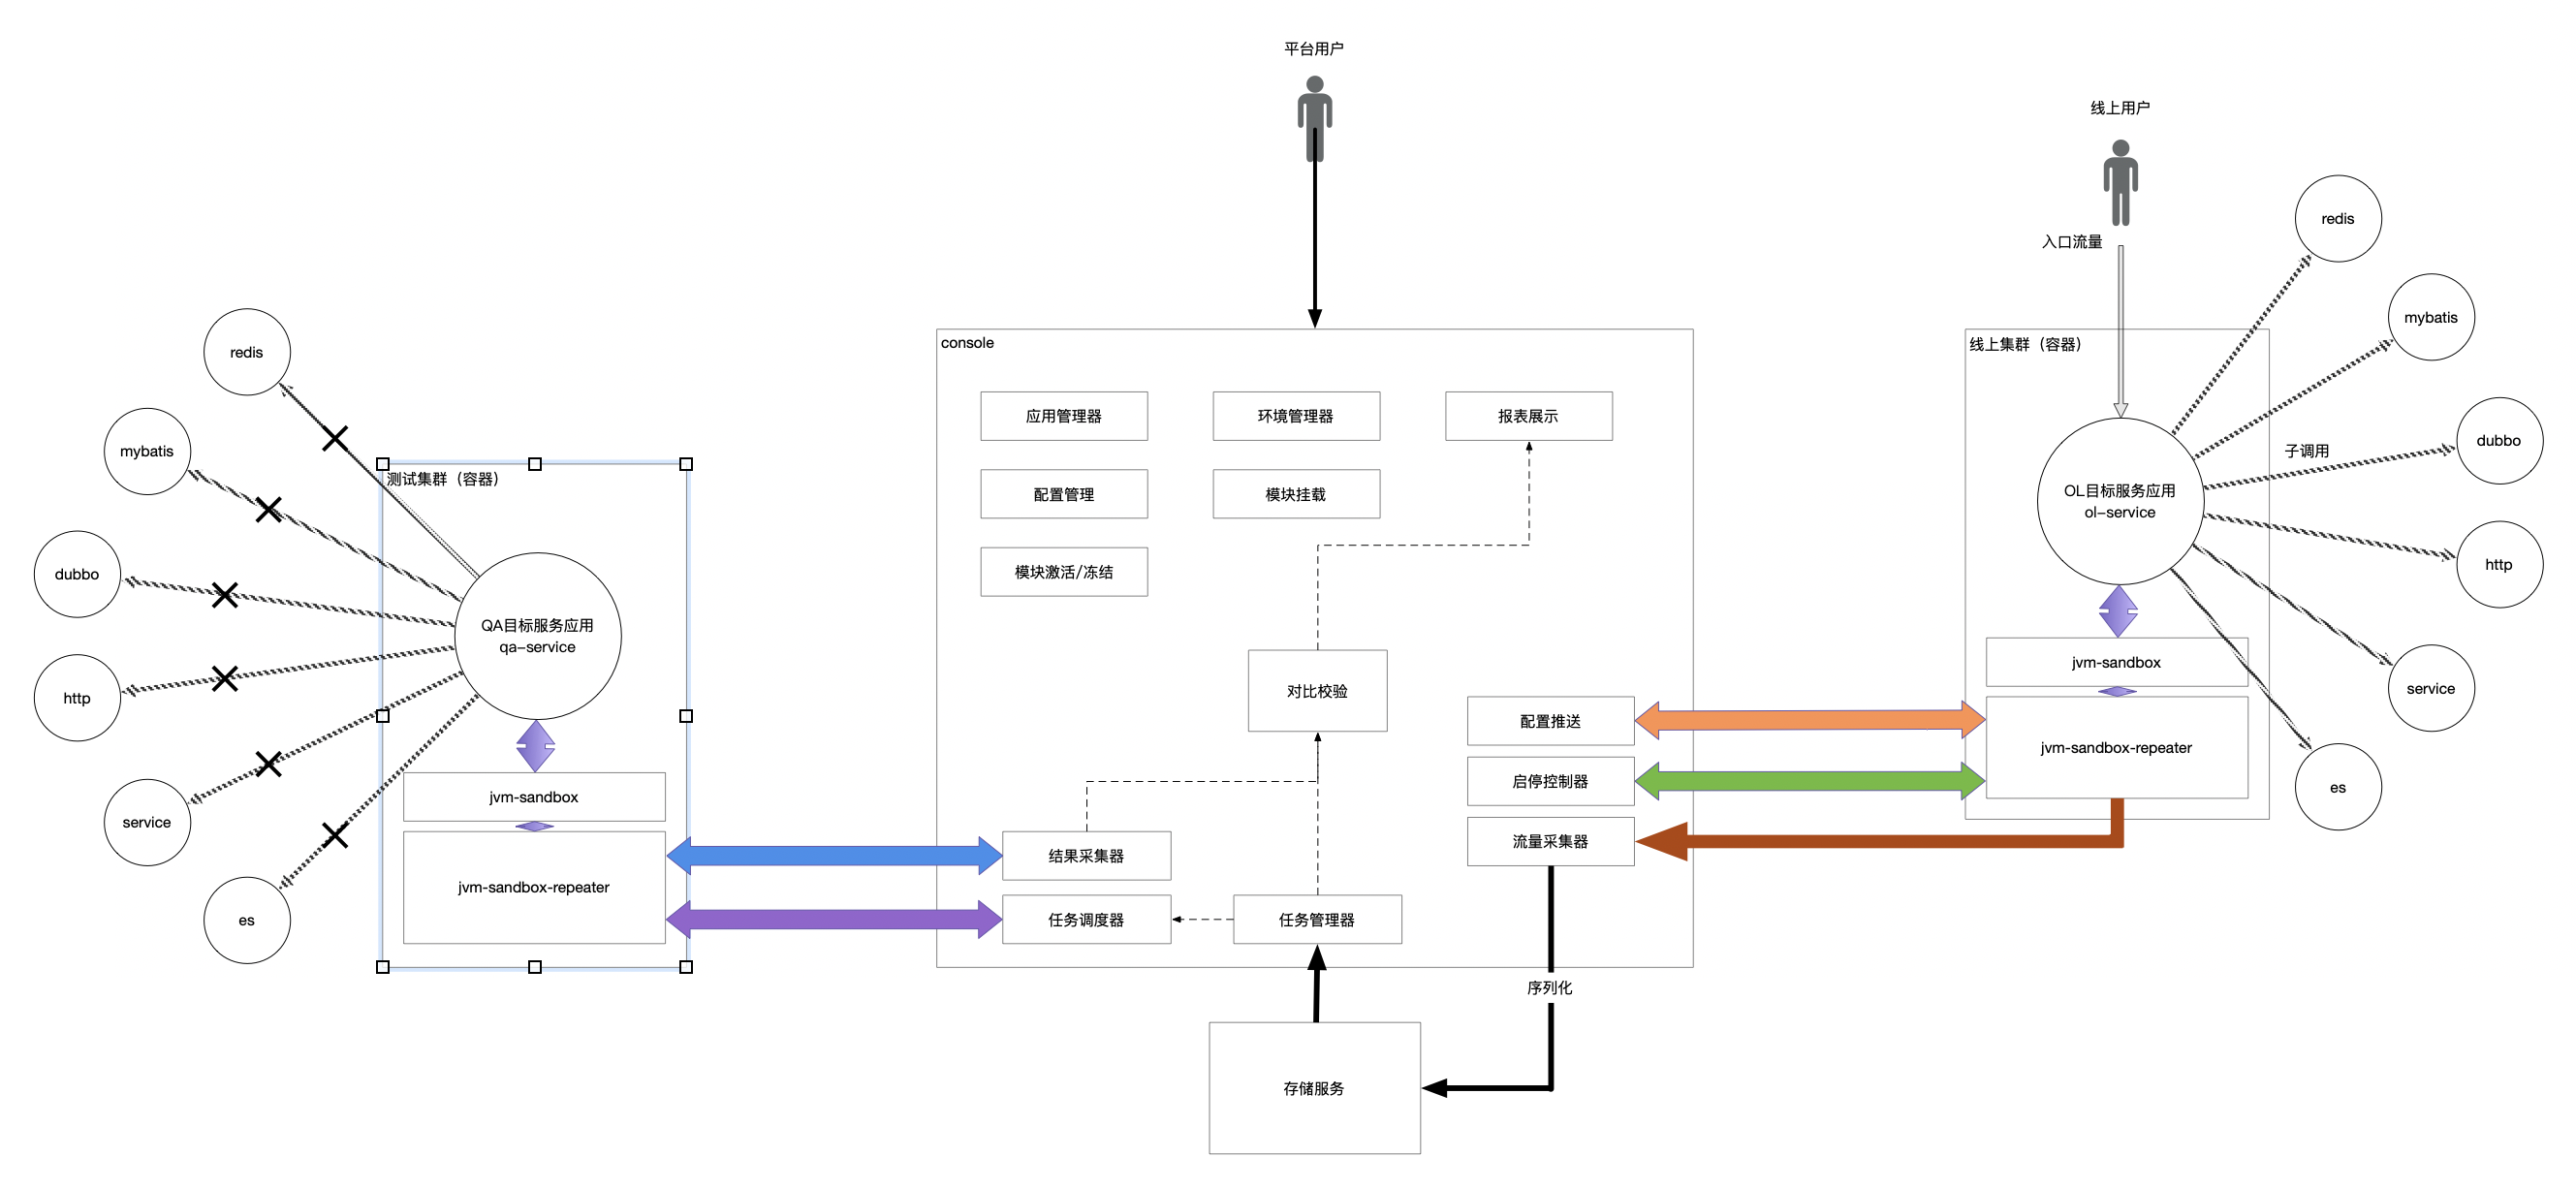 平台用户
线上用户
入口流量
redis
mybatis
dubbo
http
service
es
测试集群（容器）
QA目标服务应用
qa-service
jvm-sandbox
jvm-sandbox-repeater
console
应用管理器
环境管理器
报表展示
配置管理
模块挂载
模块激活/冻结
对比校验
配置推送
启停控制器
流量采集器
结果采集器
任务调度器
任务管理器
序列化
存储服务
线上集群（容器）
OL目标服务应用
ol-service
子调用
jvm-sandbox
jvm-sandbox-repeater
redis
mybatis
dubbo
http
service
es